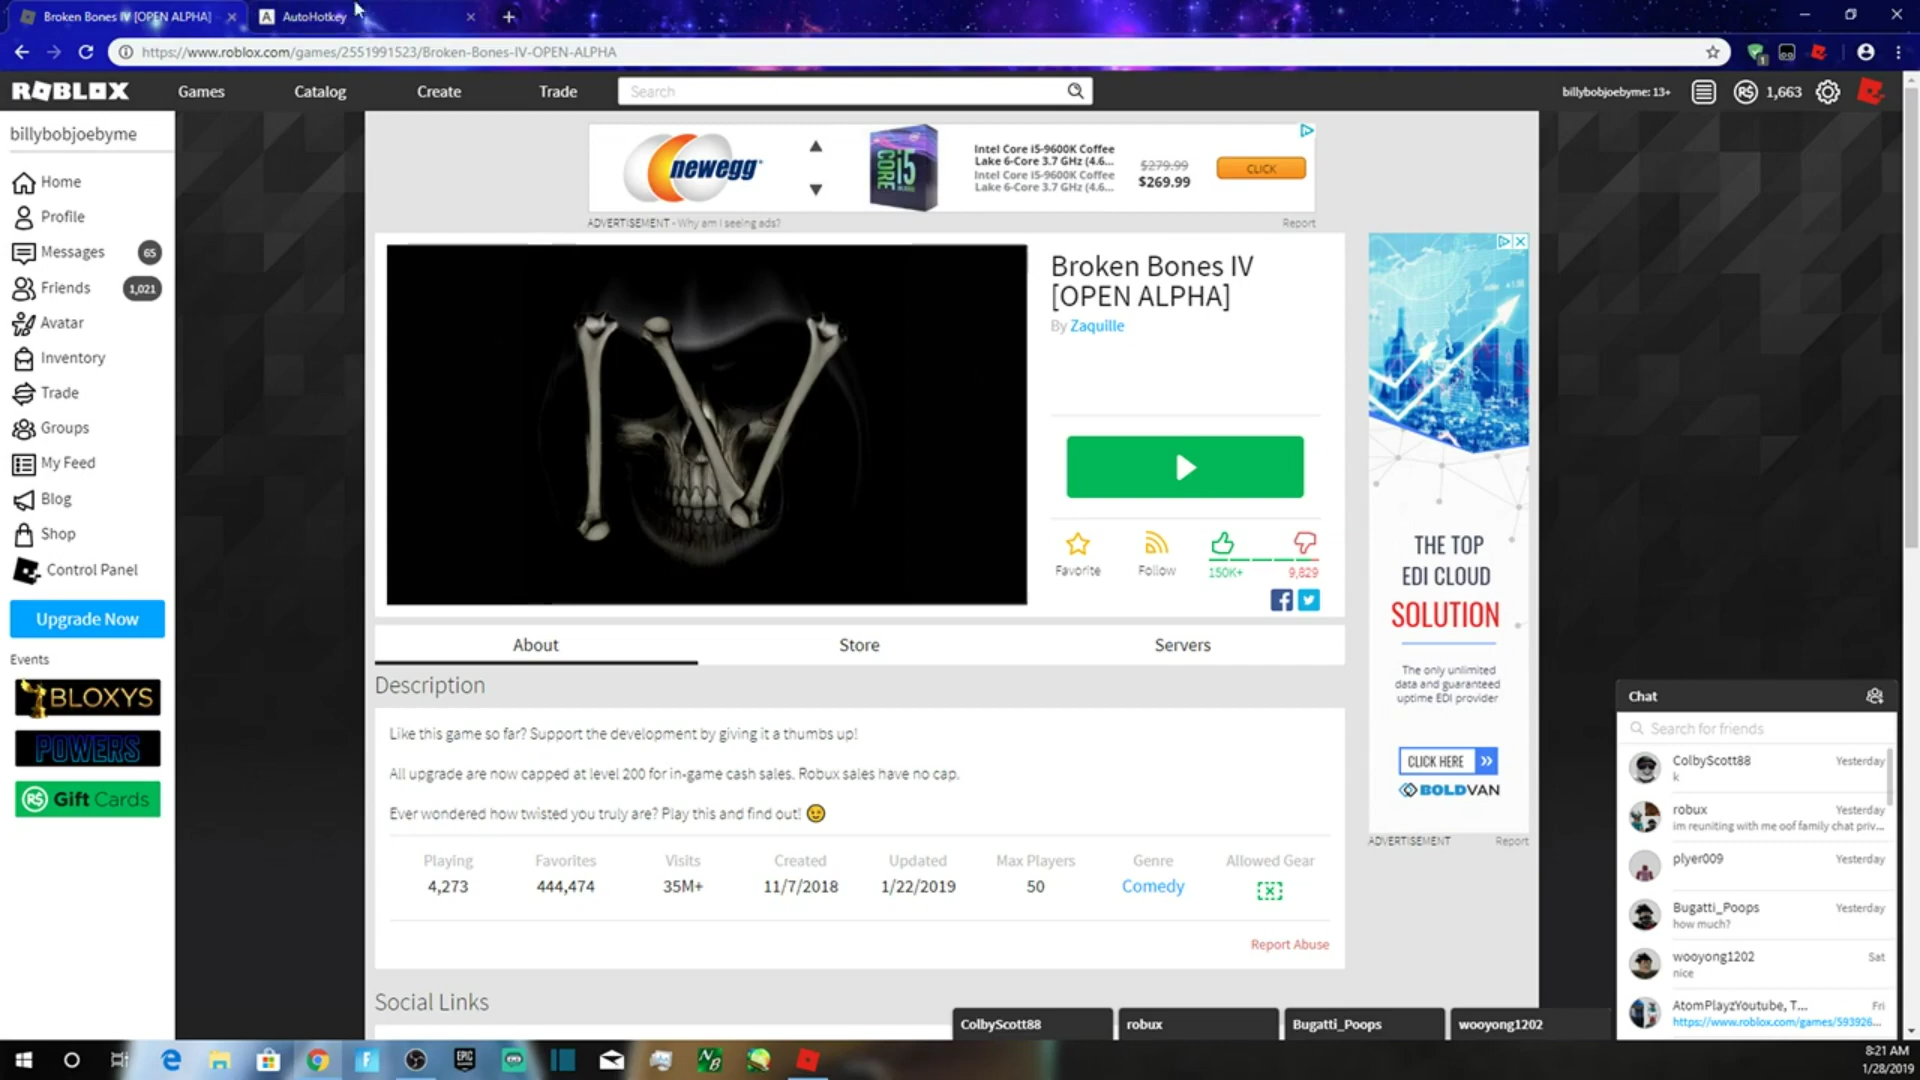 Broken Bones IV [OPEN ALPHA]
AutoHotkey
https://www.roblox.com/games/2551991523/Broken-Bones-IV-OPEN-ALPHA
ROBLOX
Games
Catalog
Create
Trade
Search
billybobjoebyme: 13+
1,663
billybobjoebyme
Home
Profile
Messages 65
Friends 1,021
Avatar
Inventory
Trade
Groups
My Feed
Blog
Shop
Control Panel
Upgrade Now
Events
BLOXYS
POWERS
Gift Cards
newegg
CORE i5
Intel Core i5-9600K Coffee
Lake 6-Core 3.7 GHz (4.6...
Intel Core i5-9600K Coffee
Lake 6-Core 3.7 GHz (4.6...
$279.99
$269.99
CLICK
ADVERTISEMENT - Why am I seeing ads?
Report
Broken Bones IV
[OPEN ALPHA]
By Zaquille
Favorite
Follow
150K+
9,829
About
Store
Servers
Description
Like this game so far? Support the development by giving it a thumbs up!
All upgrade are now capped at level 200 for in-game cash sales. Robux sales have no cap.
Ever wondered how twisted you truly are? Play this and find out!
Playing Favorites Visits Created Updated Max Players Genre Allowed Gear
4,273 444,474 35M+ 11/7/2018 1/22/2019 50 Comedy
Report Abuse
Social Links
THE TOP
EDI CLOUD
SOLUTION
The only unlimited
data and guaranteed
uptime EDI provider
CLICK HERE
BOLDVAN
ADVERTISEMENT
Report
Chat
Search for friends
ColbyScott88 Yesterday
k
robux Yesterday
im reuniting with me oof family chat priv...
plyer009 Yesterday
Bugatti_Poops Yesterday
how much?
wooyong1202 Sat
nice
AtomPlayzYoutube, T... Fri
https://www.roblox.com/games/593926...
ColbyScott88
robux
Bugatti_Poops
wooyong1202
EPIC
8:21 AM
1/28/2019